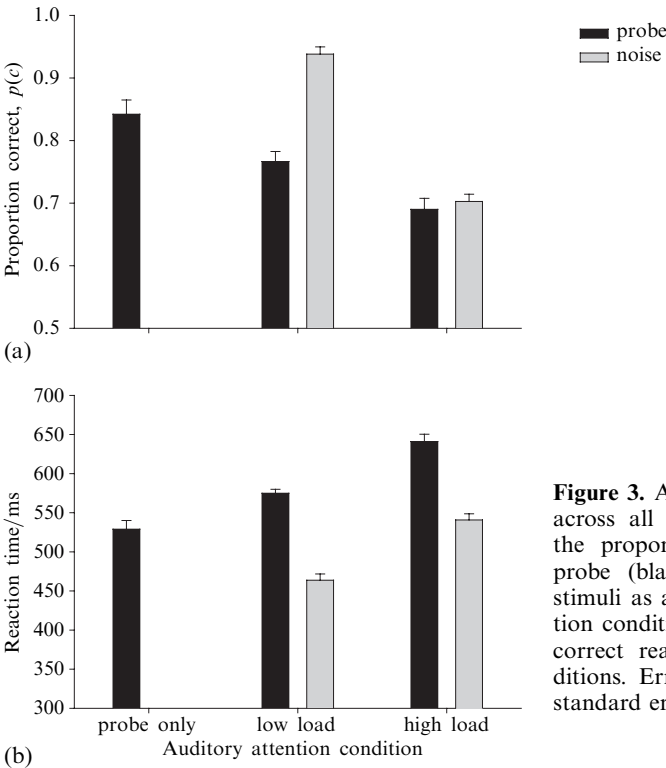 1.0
0.9
0.8
0.7
0.6
0.5
Proportion correct, p(c)
probe
noise
(a)
700
650
600
550
500
450
400
350
300
Reaction time/ms
probe only low load high load
Auditory attention condition
(b)
Figure 3. A
across all
the propor
probe (bla
stimuli as a
tion condit
correct rea
ditions. Err
standard er